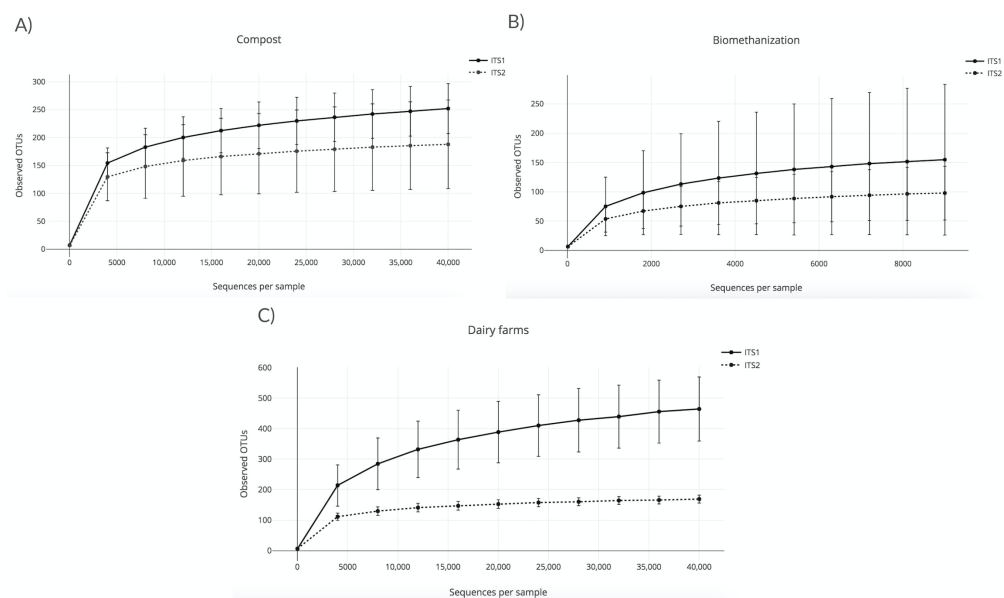 A)
Compost
ITS1
ITS2
Observed OTUs
300
250
200
150
100
50
0
0 5000 10,000 15,000 20,000 25,000 30,000 35,000 40,000
Sequences per sample
B)
Biomethanization
ITS1
ITS2
Observed OTUs
250
200
150
100
50
0
0 2000 4000 6000 8000
Sequences per sample
C)
Dairy farms
ITS1
ITS2
Observed OTUs
600
500
400
300
200
100
0
0 5000 10,000 15,000 20,000 25,000 30,000 35,000 40,000
Sequences per sample